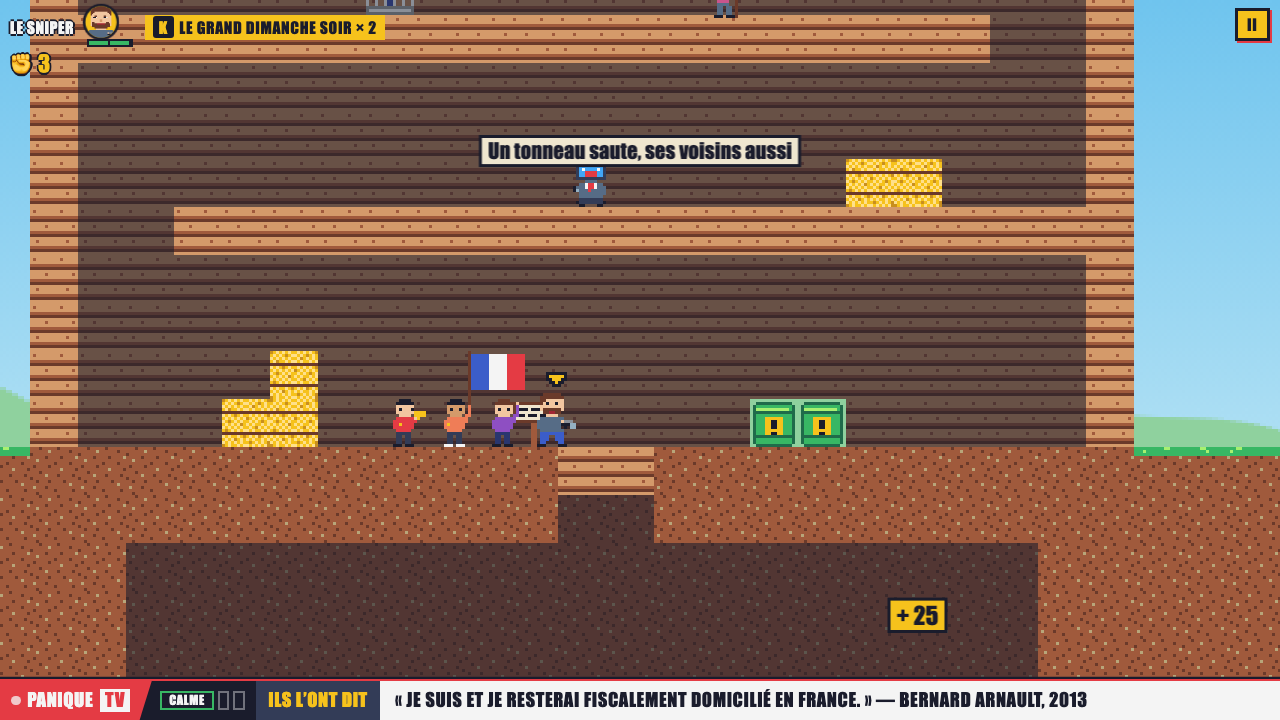 LE SNIPER
K LE GRAND DIMANCHE SOIR × 2
3
Un tonneau saute, ses voisins aussi
+ 25
PANIQUE TV
CALME
ILS L'ONT DIT
« JE SUIS ET JE RESTERAI FISCALEMENT DOMICILIÉ EN FRANCE. » — BERNARD ARNAULT, 2013